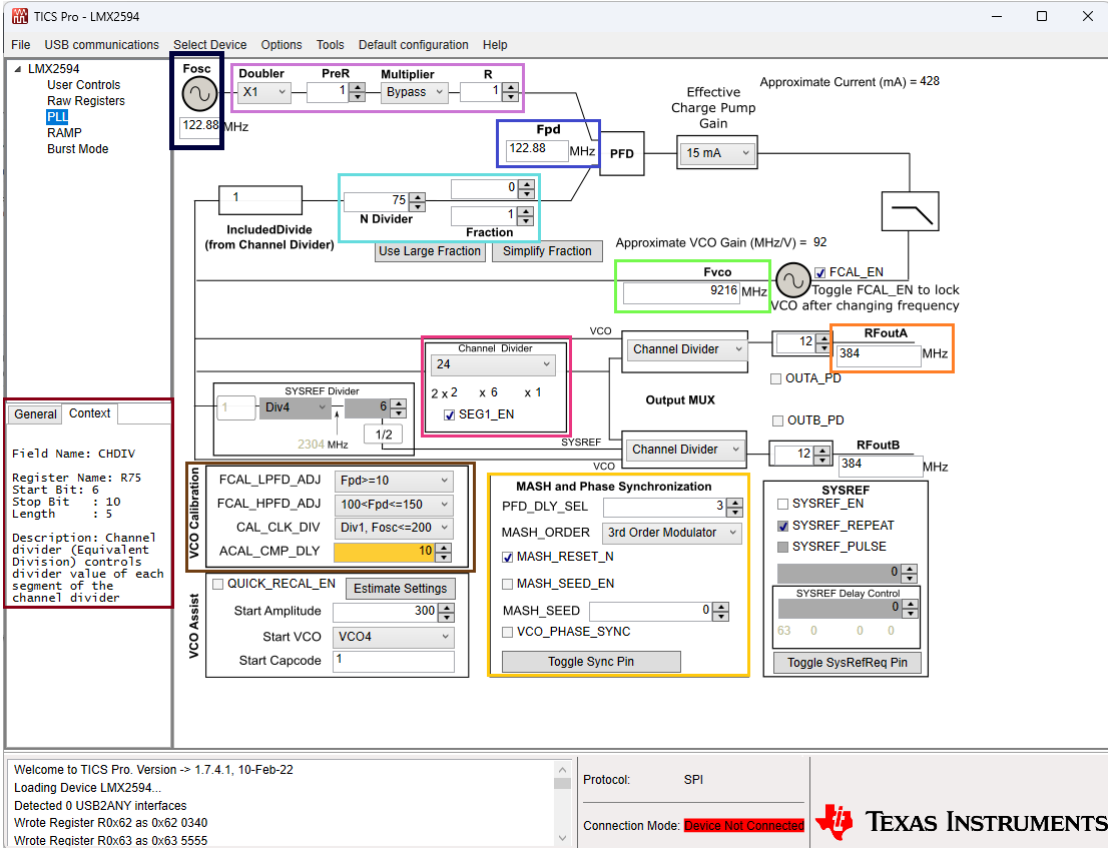 TICS Pro - LMX2594
File USB communications Select Device Options Tools Default configuration Help
LMX2594
User Controls
Raw Registers
PLL
RAMP
Burst Mode
Fosc
122.88 MHz
Doubler PreR Multiplier R
X1 1 Bypass 1
Approximate Current (mA) = 428
Effective
Charge Pump
Gain
15 mA
Fpd
122.88 MHz
PFD
1
IncludedDivide
(from Channel Divider)
75
N Divider
0
1
Fraction
Use Large Fraction Simplify Fraction
Approximate VCO Gain (MHz/V) = 92
Fvco
9216 MHz
FCAL_EN
Toggle FCAL_EN to lock
VCO after changing frequency
VCO
Channel Divider
24
2 x 2 x 6 x 1
SEG1_EN
Channel Divider
12
RFoutA
384 MHz
OUTA_PD
Output MUX
OUTB_PD
SYSREF Divider
1 Div4 6
2304 MHz
1/2
SYSREF
Channel Divider
VCO
12
RFoutB
384 MHz
General Context
Field Name: CHDIV
Register Name: R75
Start Bit: 6
Stop Bit : 10
Length : 5
Description: Channel
divider (Equivalent
Division) controls
divider value of each
segment of the
channel divider
VCO Calibration
FCAL_LPFD_ADJ Fpd>=10
FCAL_HPFD_ADJ 100<Fpd<=150
CAL_CLK_DIV Div1, Fosc<=200
ACAL_CMP_DLY 10
VCO Assist
QUICK_RECAL_EN Estimate Settings
Start Amplitude 300
Start VCO VCO4
Start Capcode 1
MASH and Phase Synchronization
PFD_DLY_SEL 3
MASH_ORDER 3rd Order Modulator
MASH_RESET_N
MASH_SEED_EN
MASH_SEED 0
VCO_PHASE_SYNC
Toggle Sync Pin
SYSREF
SYSREF_EN
SYSREF_REPEAT
SYSREF_PULSE
0
SYSREF Delay Control
0
63 0 0 0
Toggle SysRefReq Pin
Welcome to TICS Pro. Version -> 1.7.4.1, 10-Feb-22
Loading Device LMX2594...
Detected 0 USB2ANY interfaces
Wrote Register R0x62 as 0x62 0340
Wrote Register R0x63 as 0x63 5555
Protocol: SPI
Connection Mode: Device Not Connected
TEXAS INSTRUMENTS